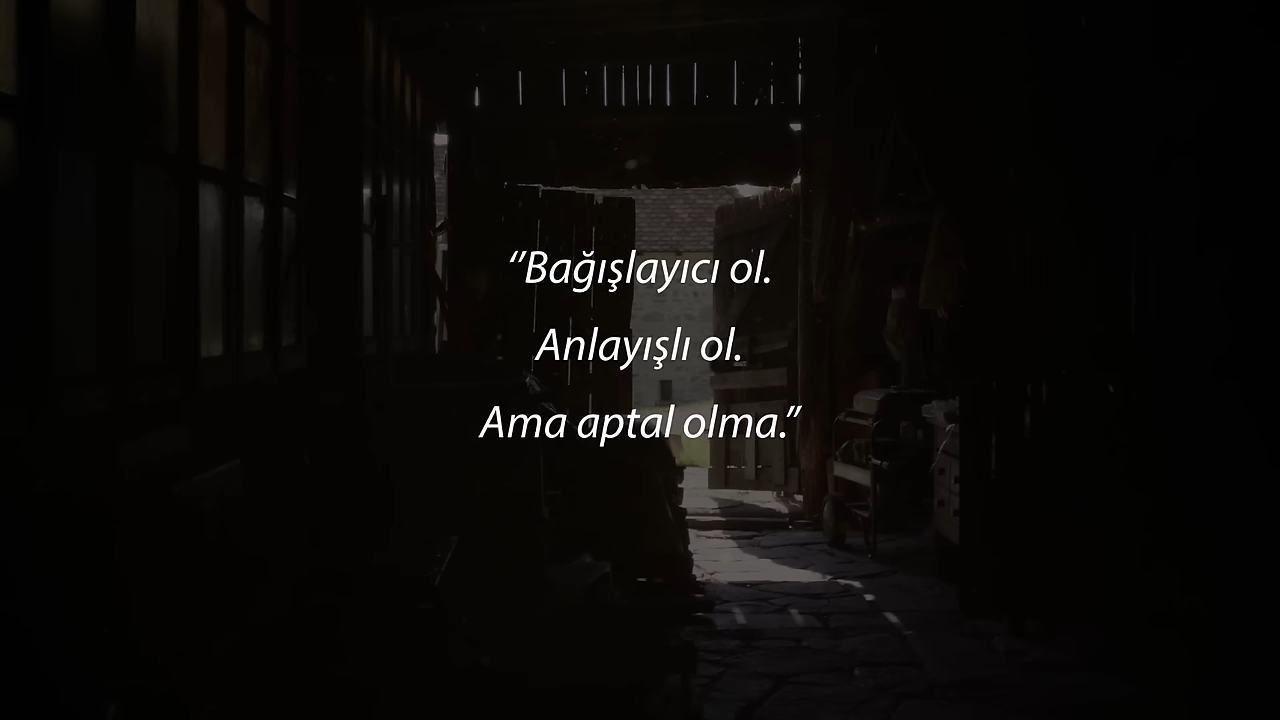 “Bağışlayıcı ol.
Anlayışlı ol.
Ama aptal olma.”